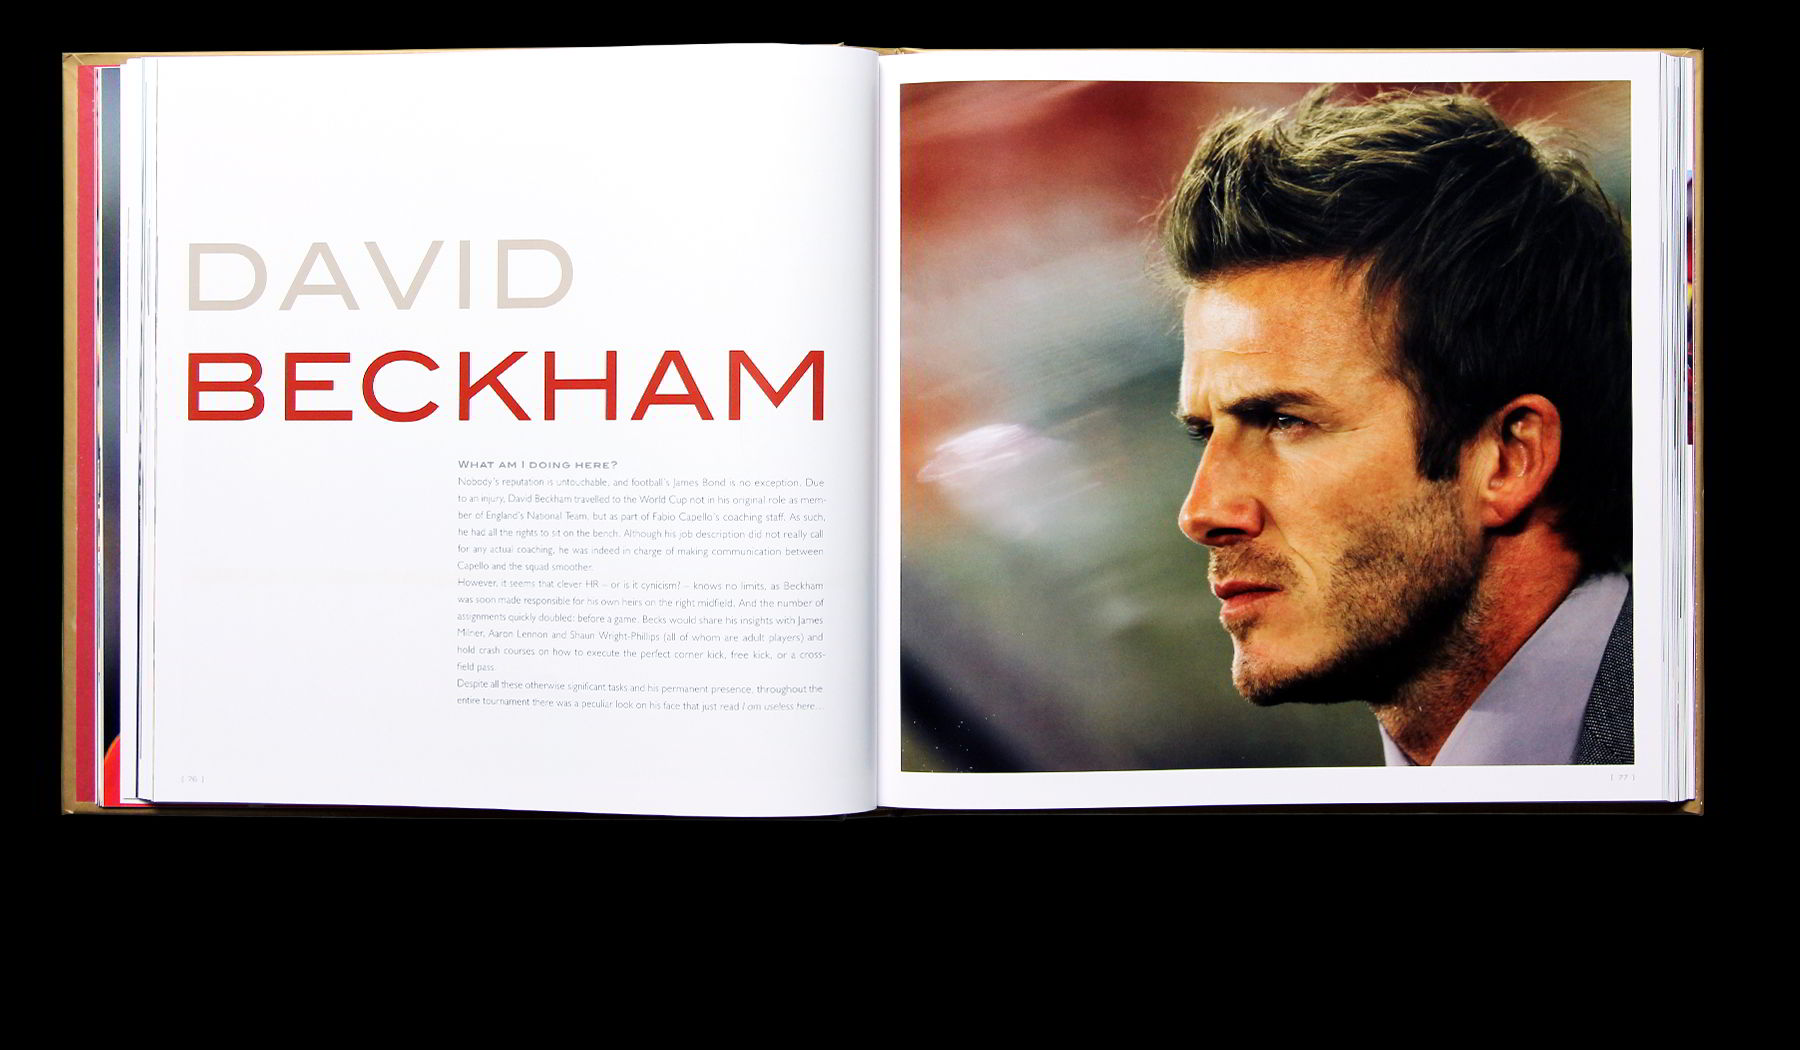 DAVID
BECKHAM
WHAT AM I DOING HERE?
Nobody's reputation is untouchable, and football's James Bond is no exception. Due
to an injury, David Beckham travelled to the World Cup not in his original role as mem-
ber of England's National Team, but as part of Fabio Capello's coaching staff. As such,
he had all the rights to sit on the bench. Although his job description did not really call
for any actual coaching, he was indeed in charge of making communication between
Capello and the squad smoother.
However, it seems that clever HR – or is it cynicism? – knows no limits, as Beckham
was soon made responsible for his own heirs on the right midfield. And the number of
assignments quickly doubled: before a game, Becks would share his insights with James
Milner, Aaron Lennon and Shaun Wright-Phillips (all of whom are adult players) and
hold crash courses on how to execute the perfect corner kick, free kick, or a cross-
field pass.
Despite all these otherwise significant tasks and his permanent presence, throughout the
entire tournament there was a peculiar look on his face that just read I am useless here...
[ 76 ]
[ 77 ]